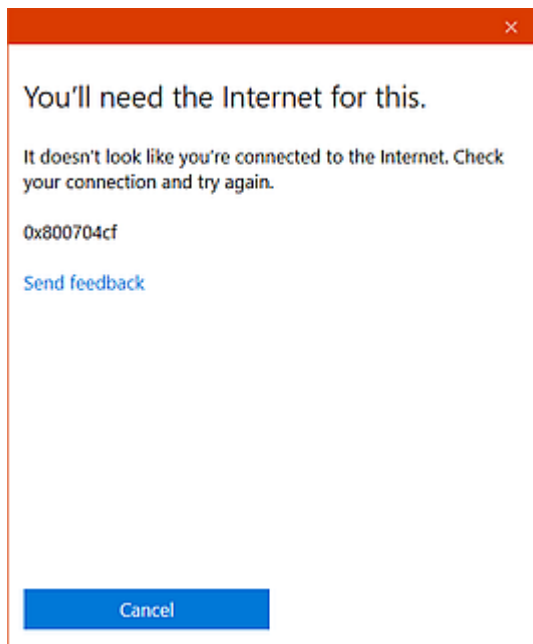 You’ll need the Internet for this.
It doesn't look like you're connected to the Internet. Check
your connection and try again.
0x800704cf
Send feedback
Cancel